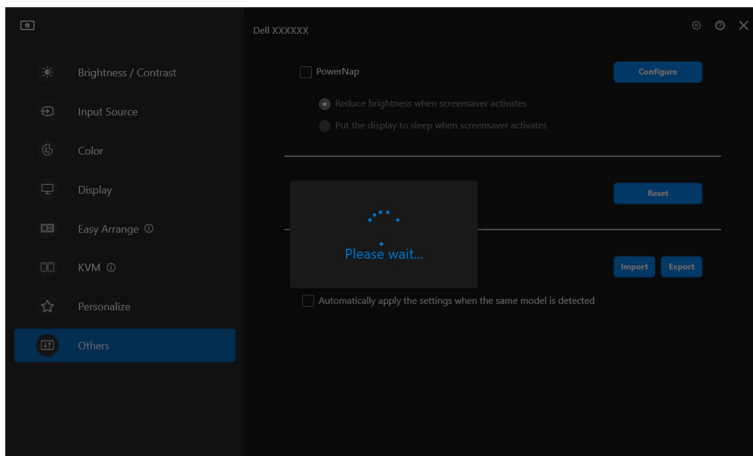 Dell XXXXXX
Brightness / Contrast
Input Source
Color
Display
Easy Arrange
KVM
Personalize
Others
PowerNap
Configure
Reduce brightness when screensaver activates
Put the display to sleep when screensaver activates
Reset
Please wait...
Import
Export
Automatically apply the settings when the same model is detected